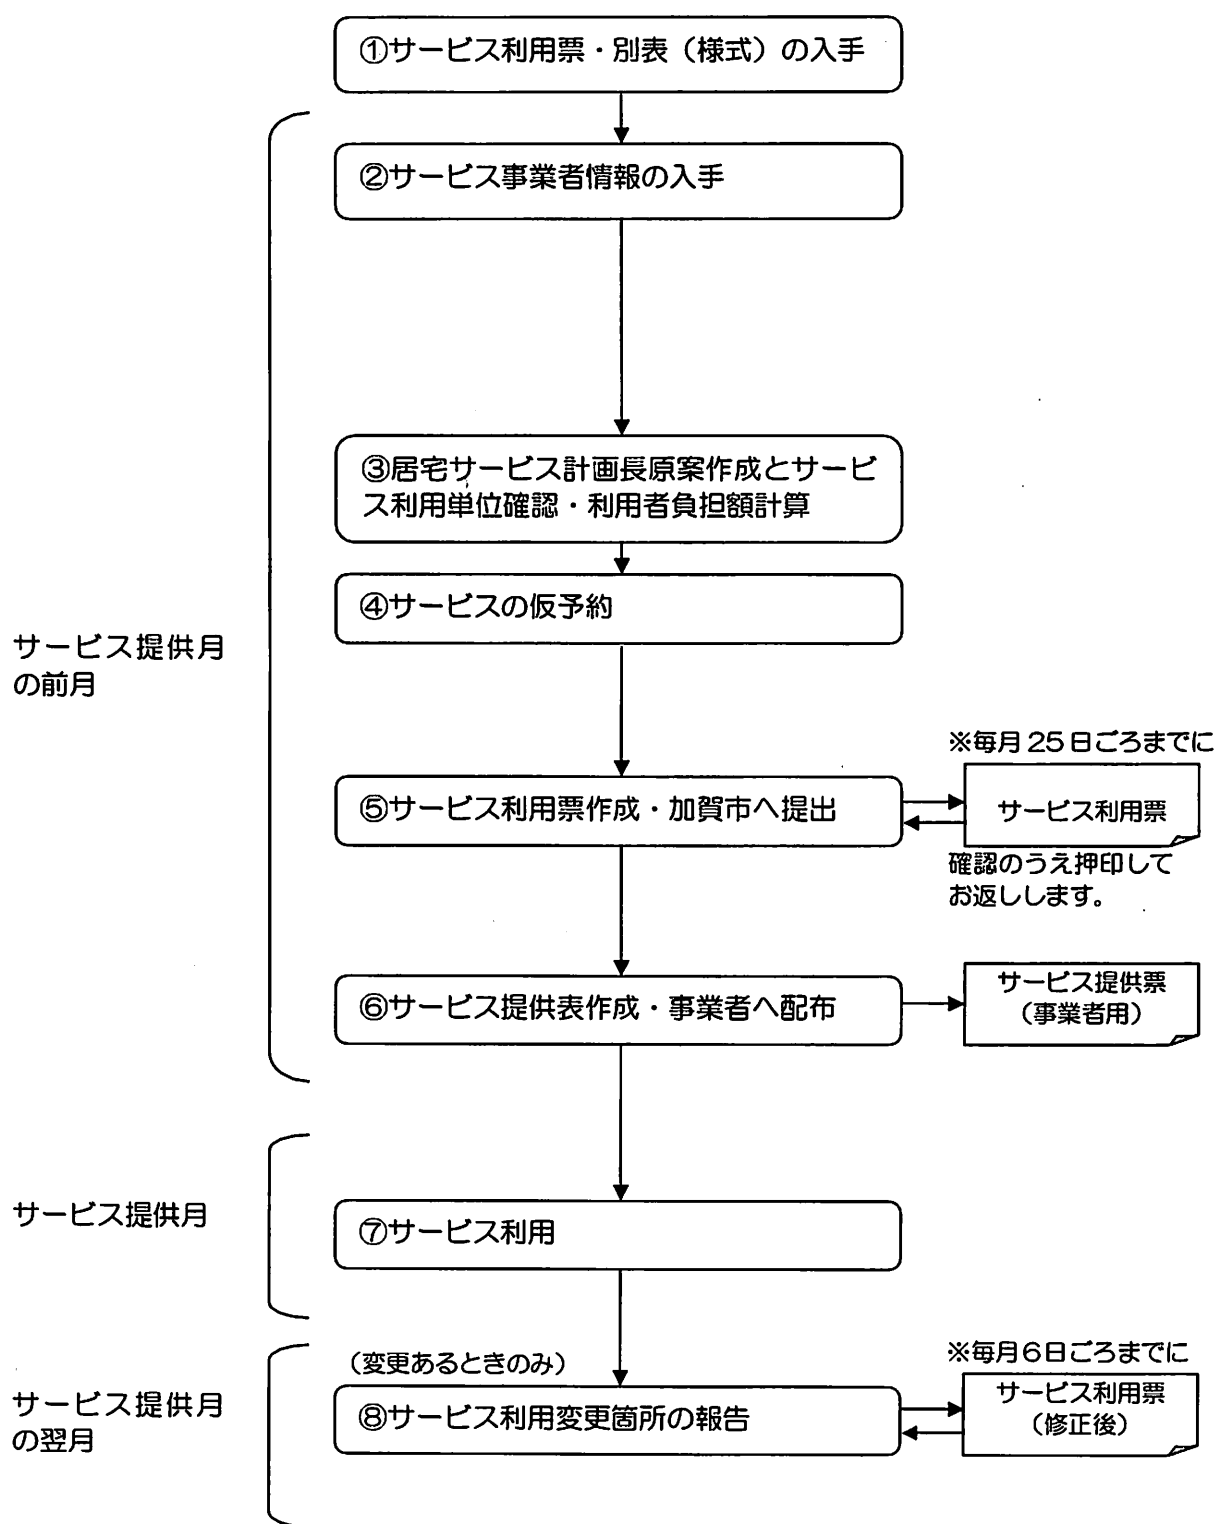 ①サービス利用票・別表（様式）の入手
②サービス事業者情報の入手
③居宅サービス計画長原案作成とサービ
ス利用単位確認・利用者負担額計算
④サービスの仮予約
サービス提供月
の前月
※毎月25日ごろまでに
⑤サービス利用票作成・加賀市へ提出
サービス利用票
確認のうえ押印して
お返しします。
⑥サービス提供表作成・事業者へ配布
サービス提供票
（事業者用）
サービス提供月
⑦サービス利用
（変更あるときのみ）
※毎月6日ごろまでに
サービス提供月
の翌月
⑧サービス利用変更箇所の報告
サービス利用票
（修正後）